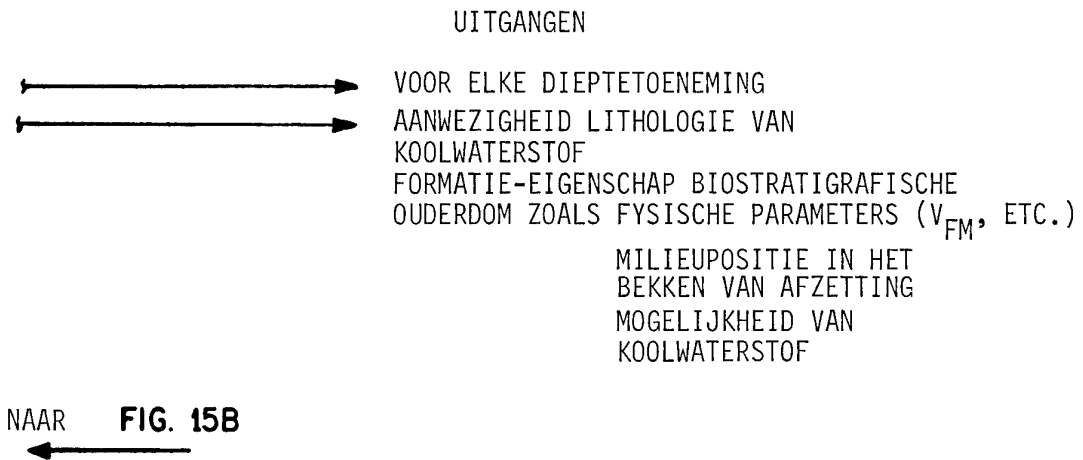 UITGANGEN
VOOR ELKE DIEPTETOENEMING
AANWEZIGHEID LITHOLOGIE VAN
KOOLWATERSTOF
FORMATIE-EIGENSCHAP BIOSTRATIGRAFISCHE
OUDERDOM ZOALS FYSISCHE PARAMETERS (V_FM, ETC.)
MILIEUPOSITIE IN HET
BEKKEN VAN AFZETTING
MOGELIJKHEID VAN
KOOLWATERSTOF
NAAR FIG. 15B